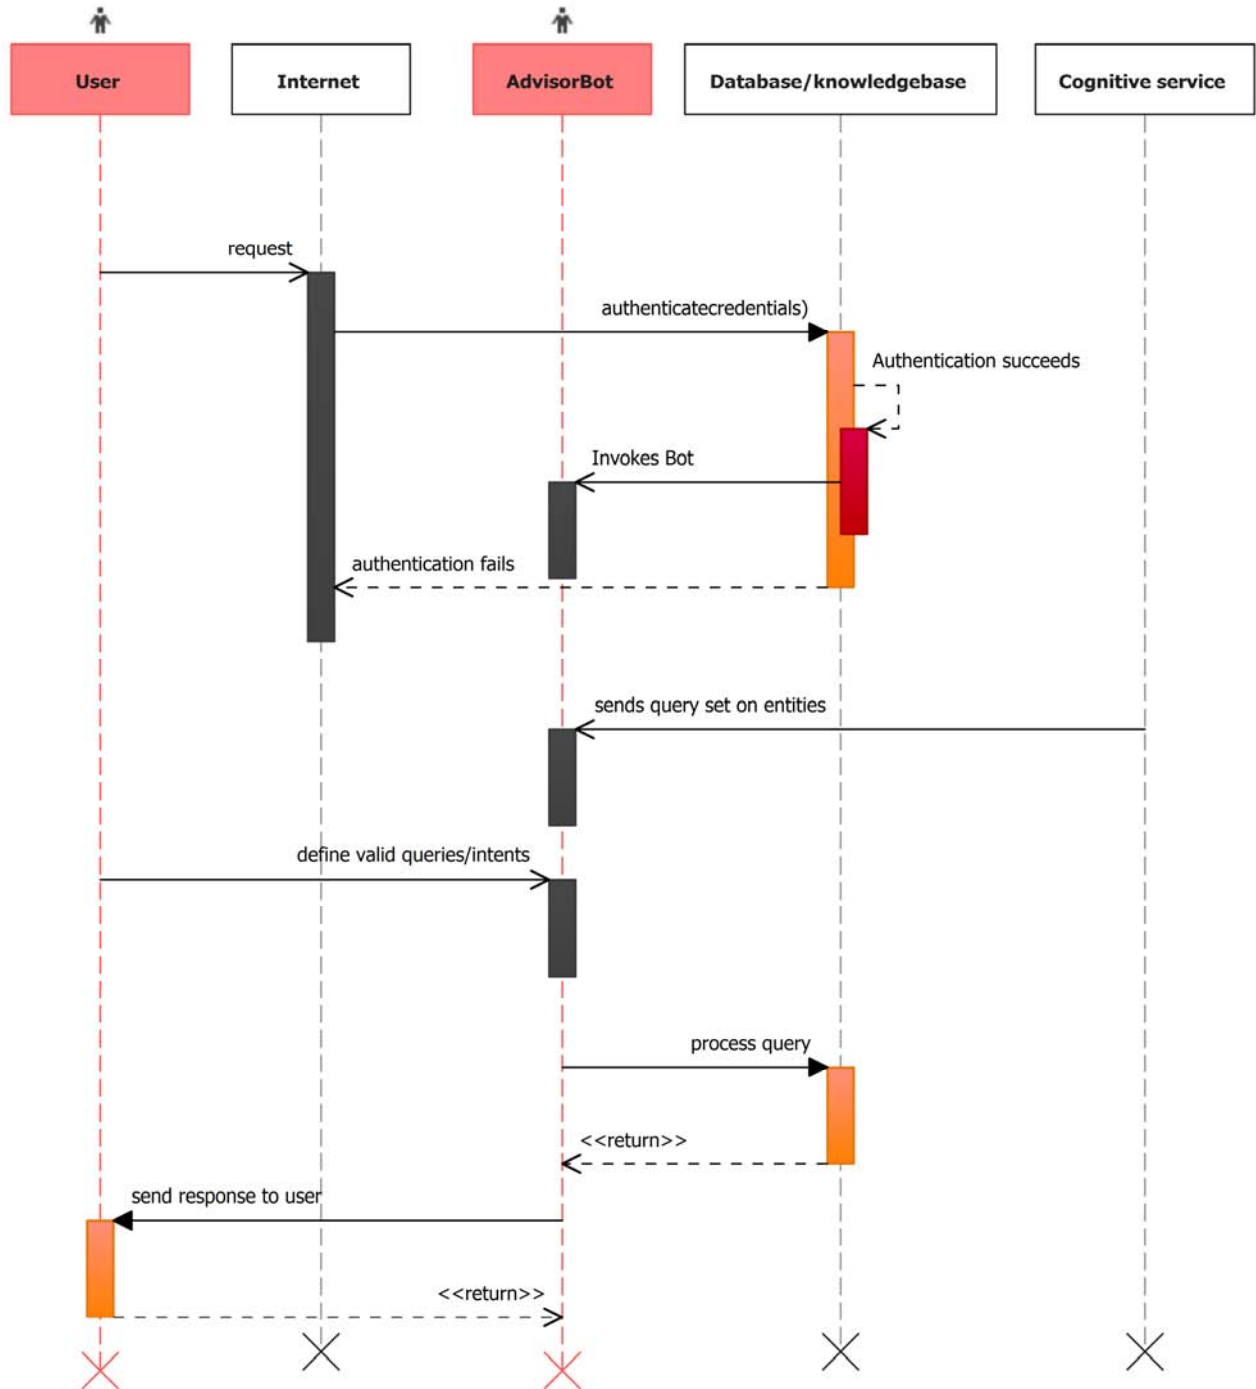 User
Internet
AdvisorBot
Database/knowledgebase
Cognitive service
request
authenticatecredentials)
Authentication succeeds
Invokes Bot
authentication fails
sends query set on entities
define valid queries/intents
process query
<<return>>
send response to user
<<return>>